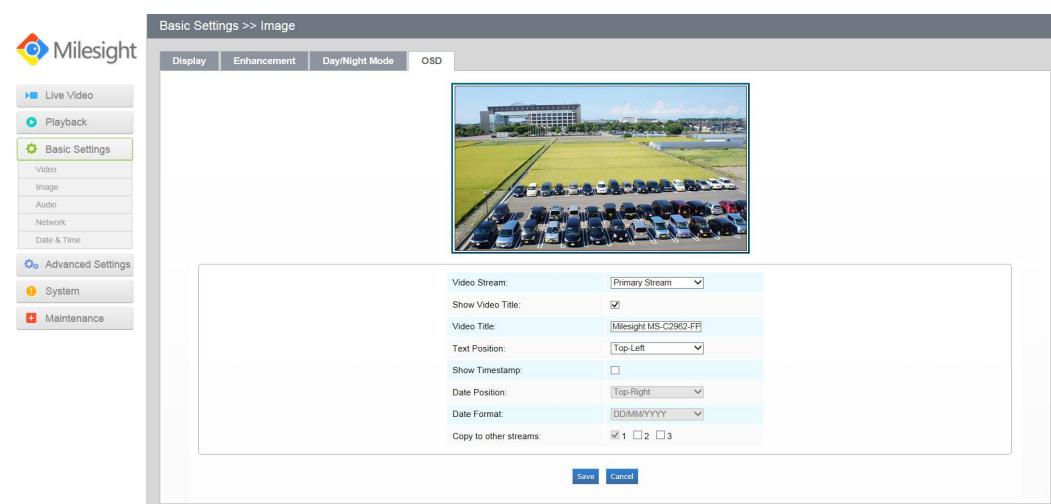 Basic Settings >> Image
Milesight
Display Enhancement Day/Night Mode OSD
Live Video
Playback
Basic Settings
Video
Image
Audio
Network
Date & Time
Advanced Settings
System
Maintenance
Video Stream: Primary Stream
Show Video Title:
Video Title: Milesight MS-C2962-FP
Text Position: Top-Left
Show Timestamp:
Date Position: Top-Right
Date Format: DD/MM/YYYY
Copy to other streams: 1 2 3
Save Cancel